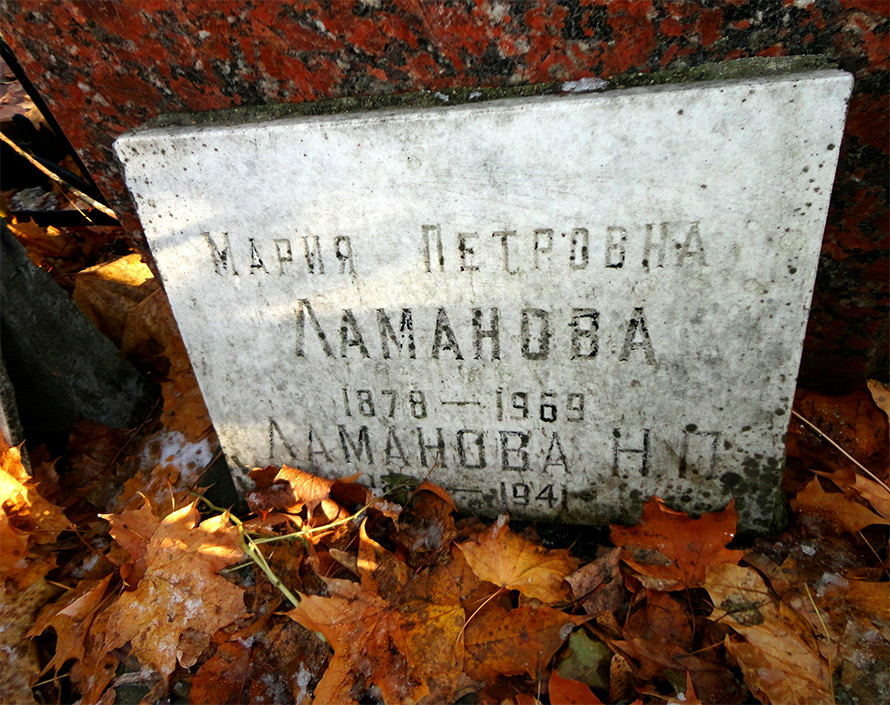 Мария Петровна
Ламанова
1878 — 1969
Ламанова Н П
— 1941